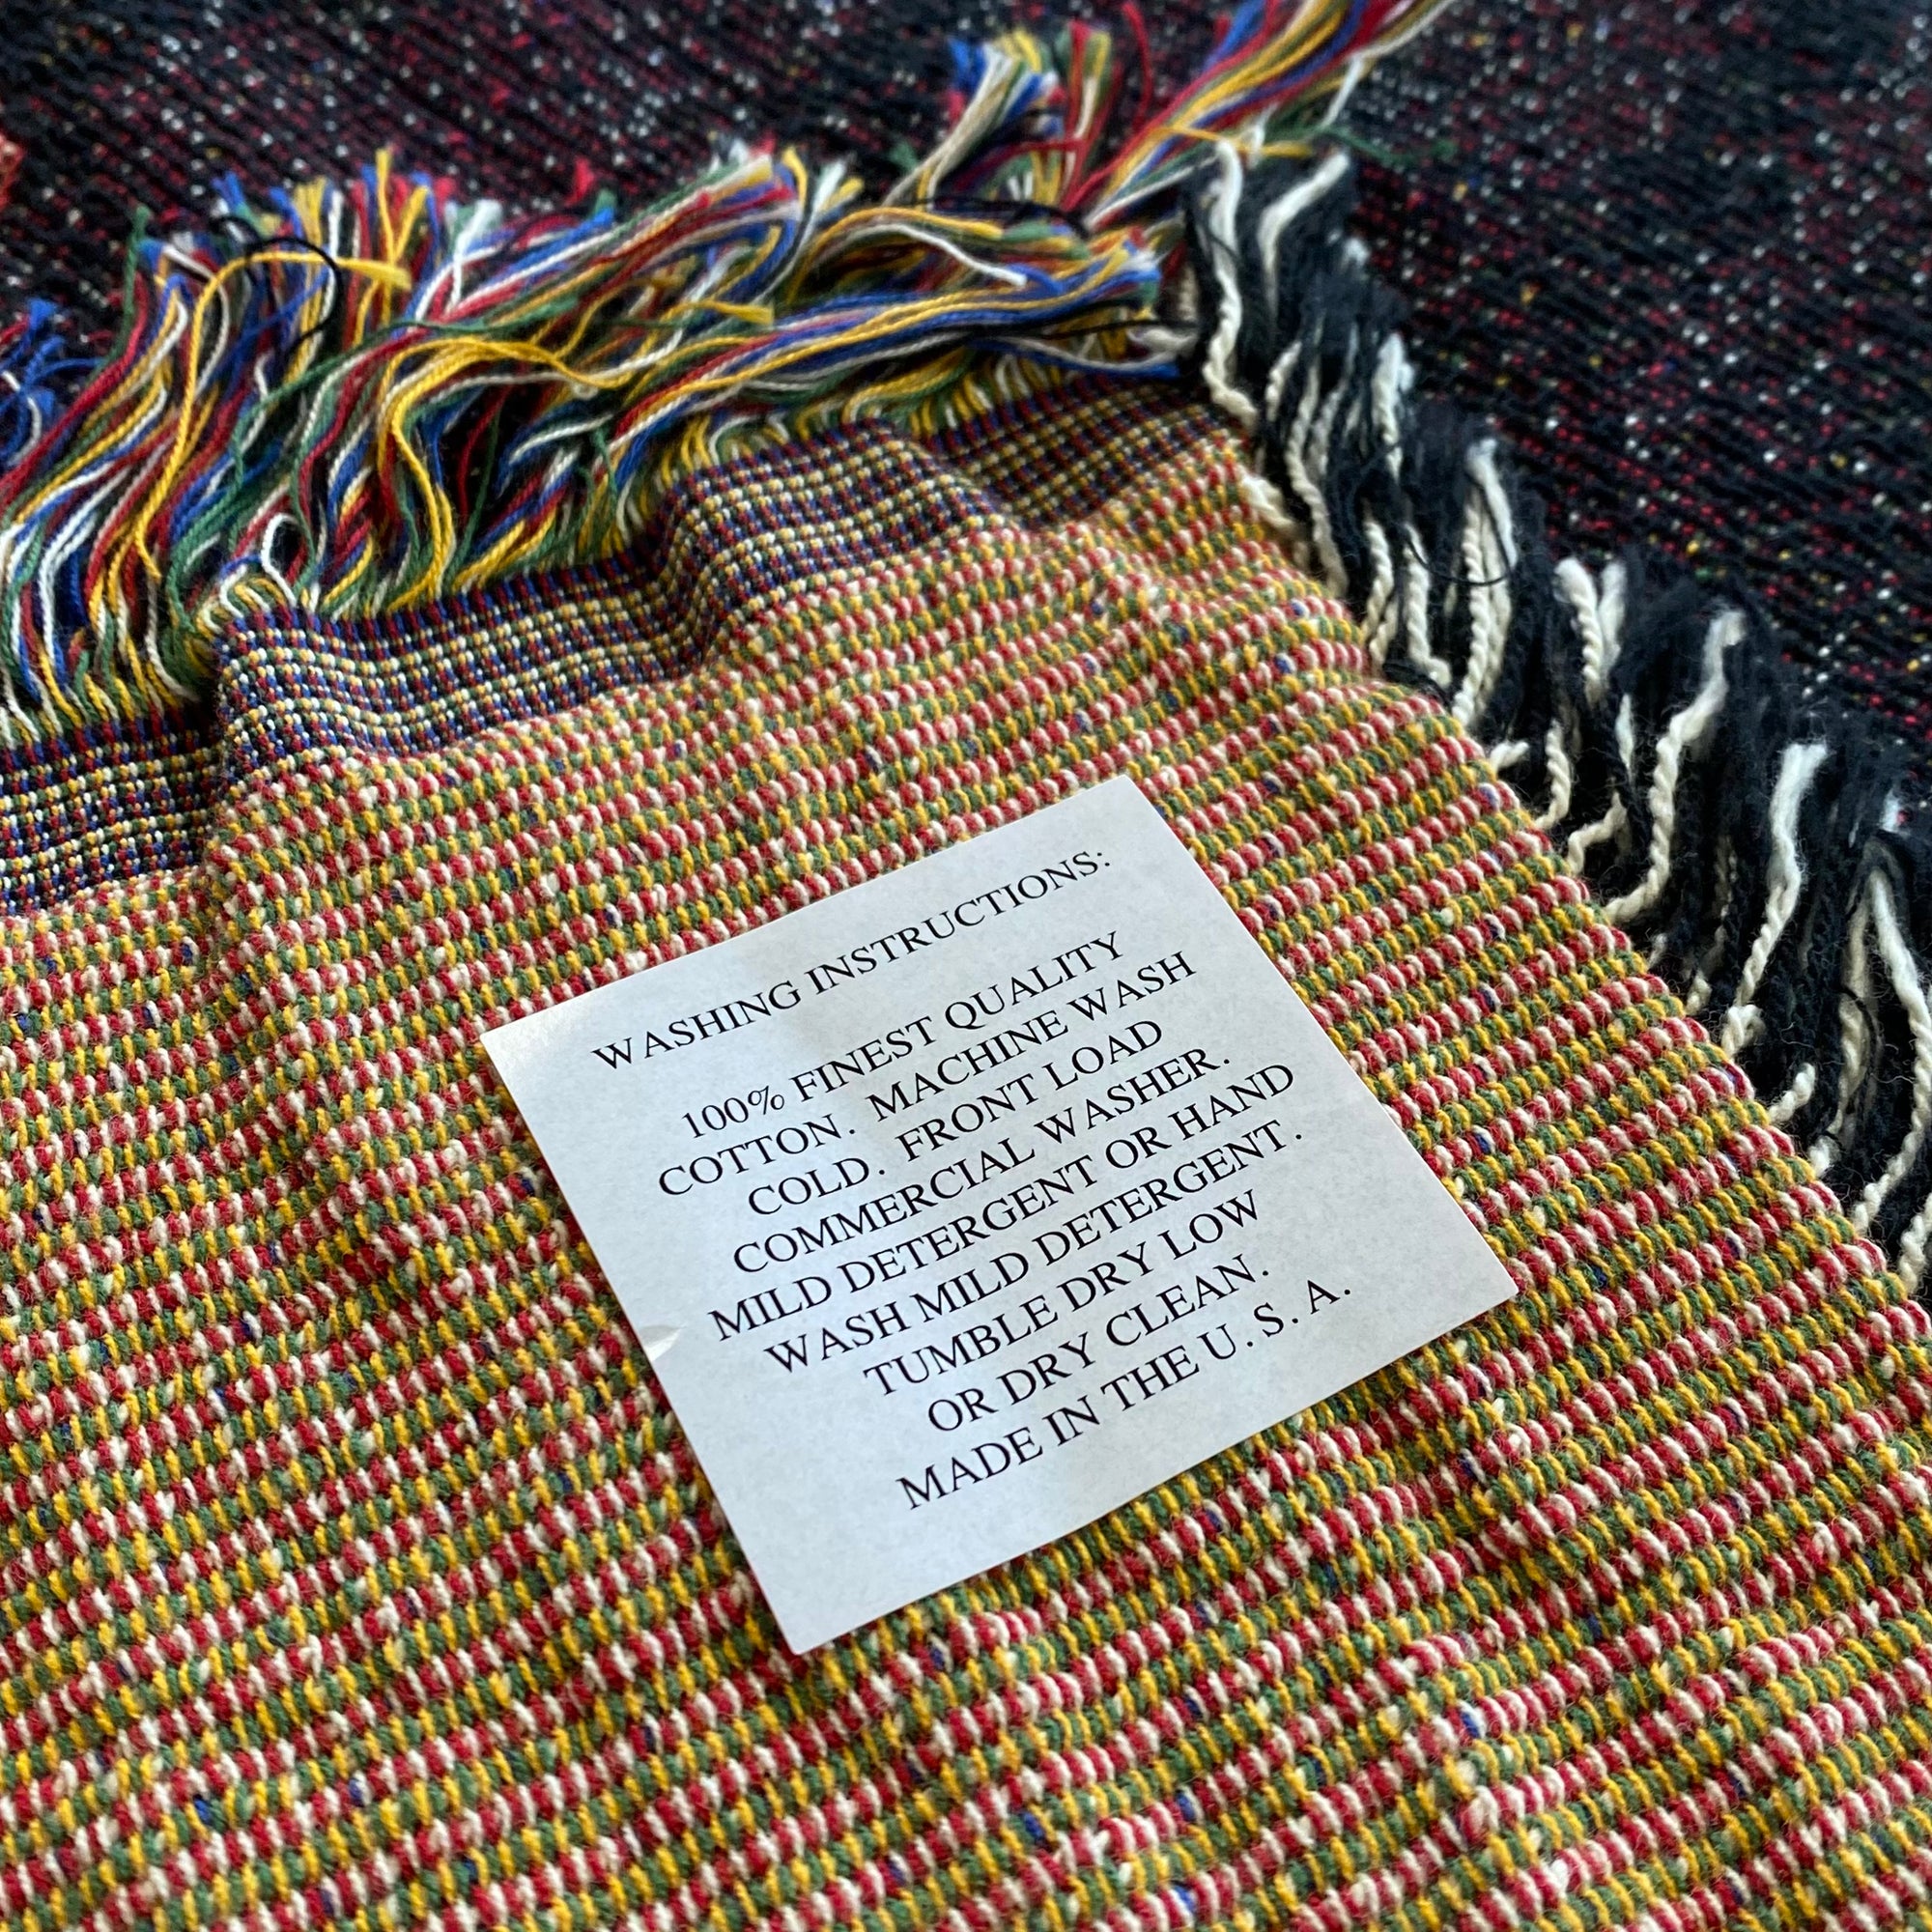 WASHING INSTRUCTIONS:
100% FINEST QUALITY
COTTON. MACHINE WASH
COLD. FRONT LOAD
COMMERCIAL WASHER.
MILD DETERGENT OR HAND
WASH MILD DETERGENT.
TUMBLE DRY LOW
OR DRY CLEAN.
MADE IN THE U.S.A.